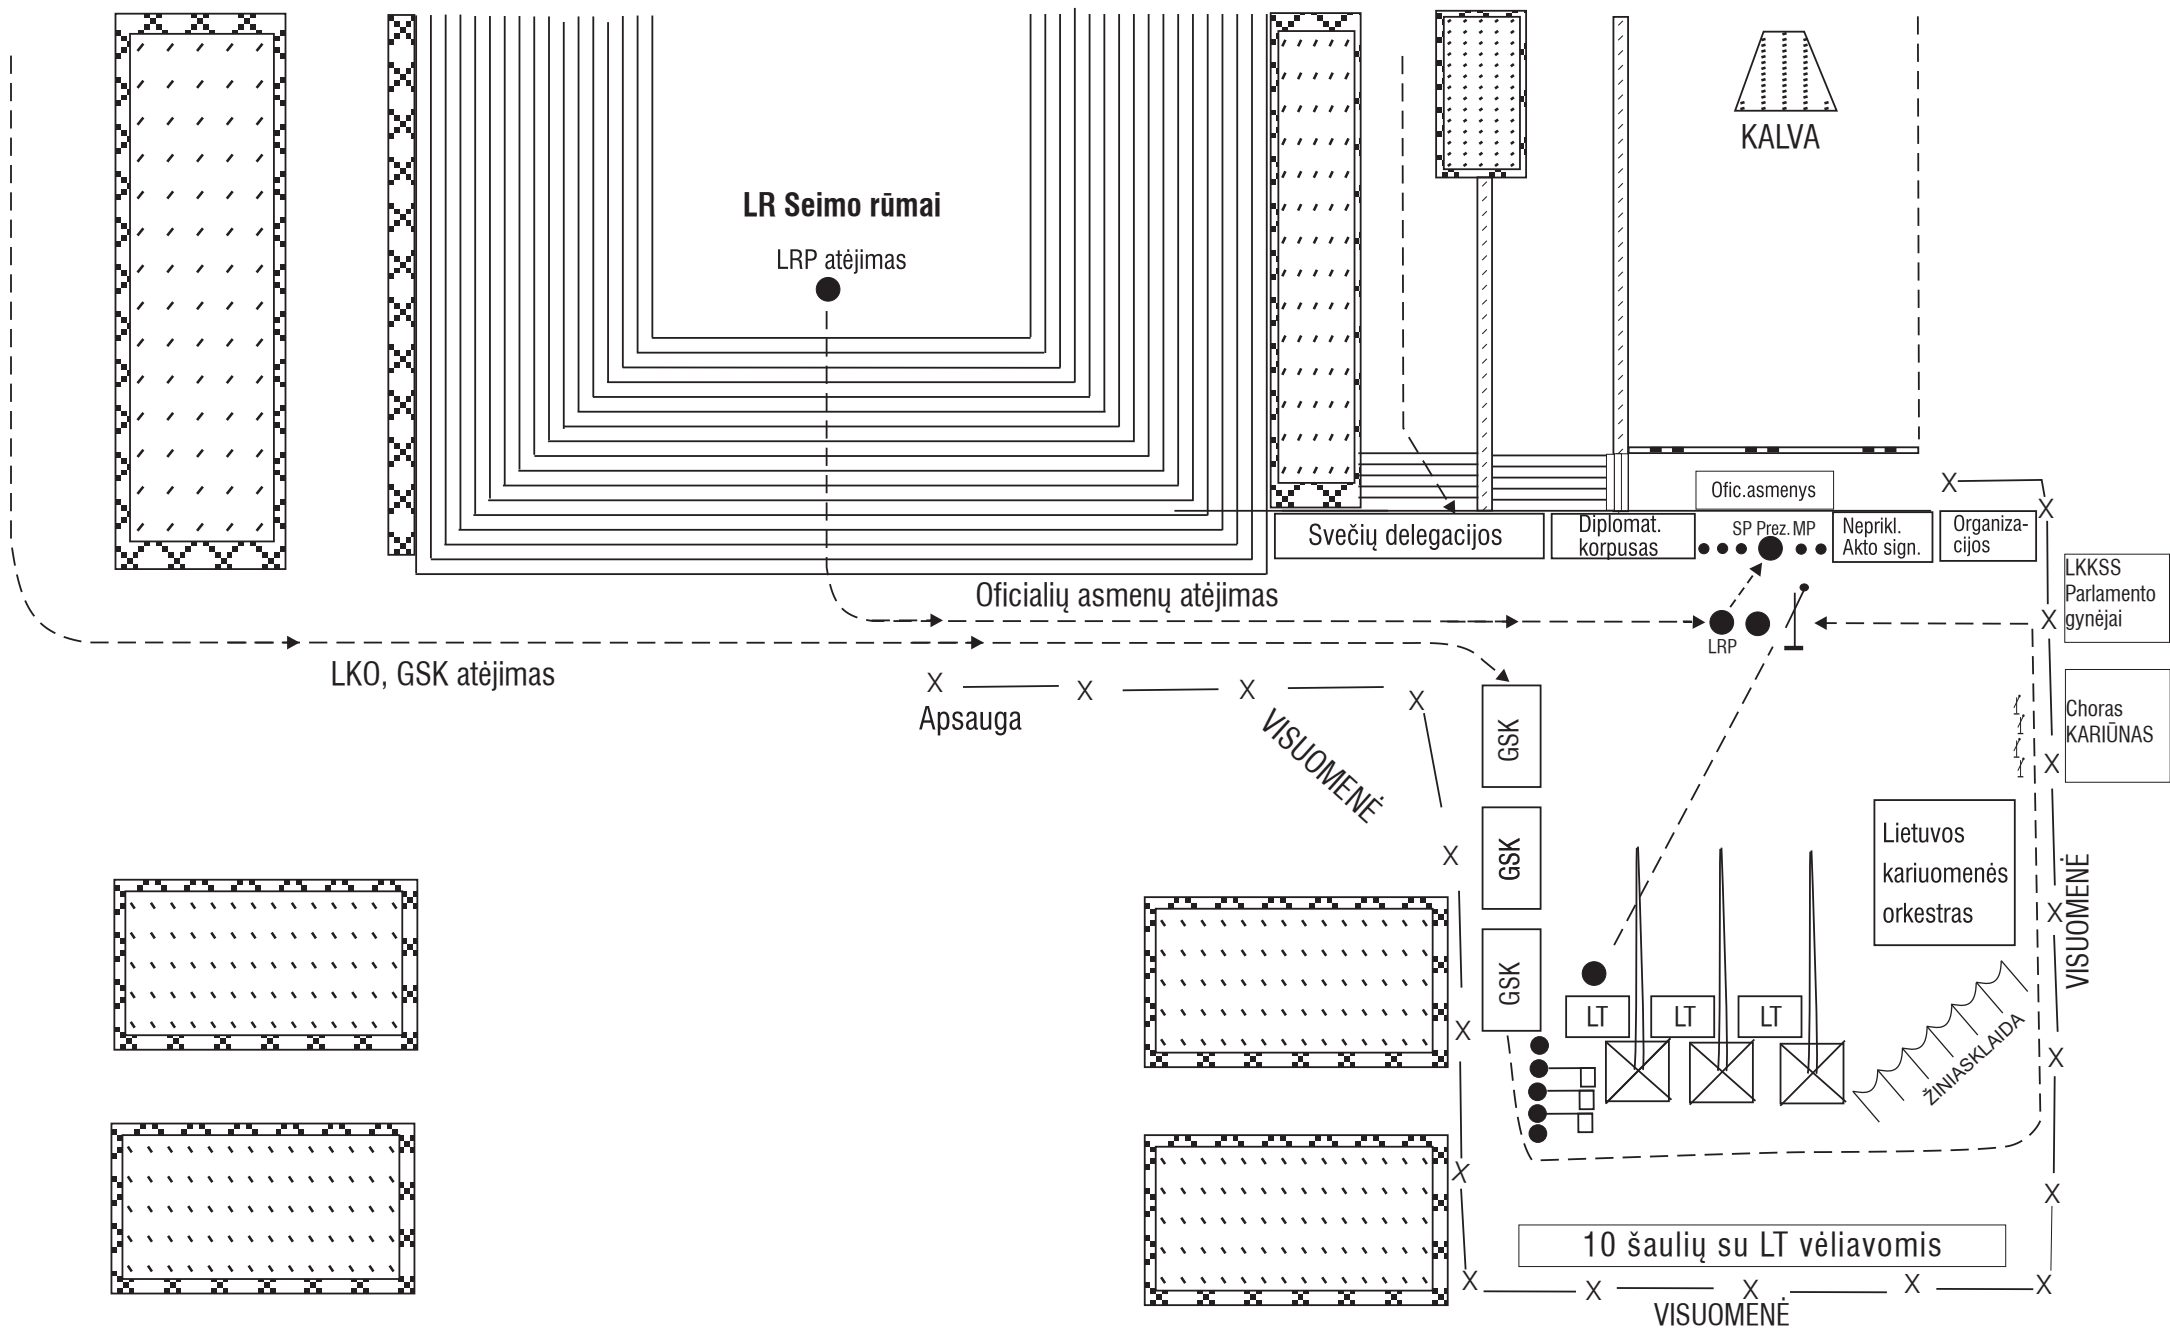 KALVA
LR Seimo rūmai
LRP atėjimas
Ofic.asmenys
Svečių delegacijos
Diplomat.
korpusas
SP Prez. MP
Neprikl.
Akto sign.
Organiza-
cijos
LKKSS
Parlamento
gynėjai
Oficialių asmenų atėjimas
LRP
LKO, GSK atėjimas
X
X
X
X
X
X
X
X
X
Apsauga
VISUOMENĖ
GSK
Choras
KARIŪNAS
GSK
Lietuvos
kariuomenės
orkestras
X
X
VISUOMENĖ
GSK
LT
LT
LT
ŽINIASKLAIDA
X
X
X
X
10 šaulių su LT vėliavomis
X
X
X
X
X
VISUOMENĖ